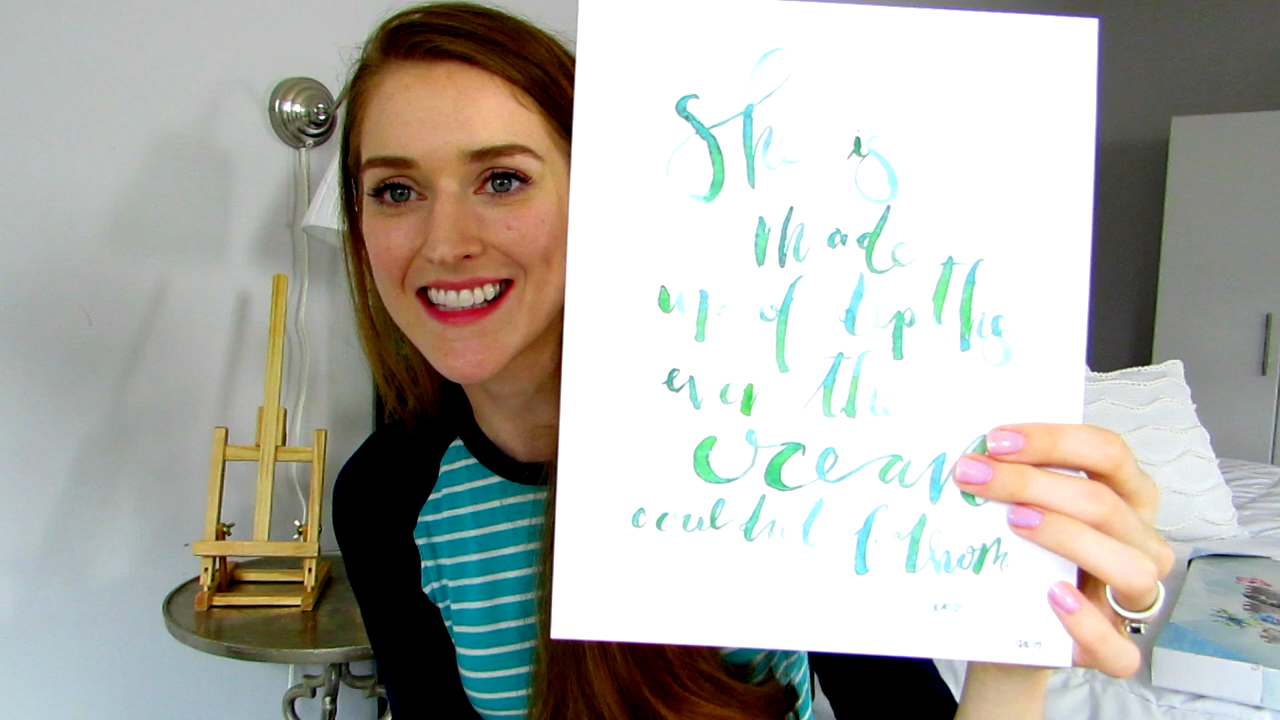 She is
made
up of depths
even the
ocean
couldnt fathom